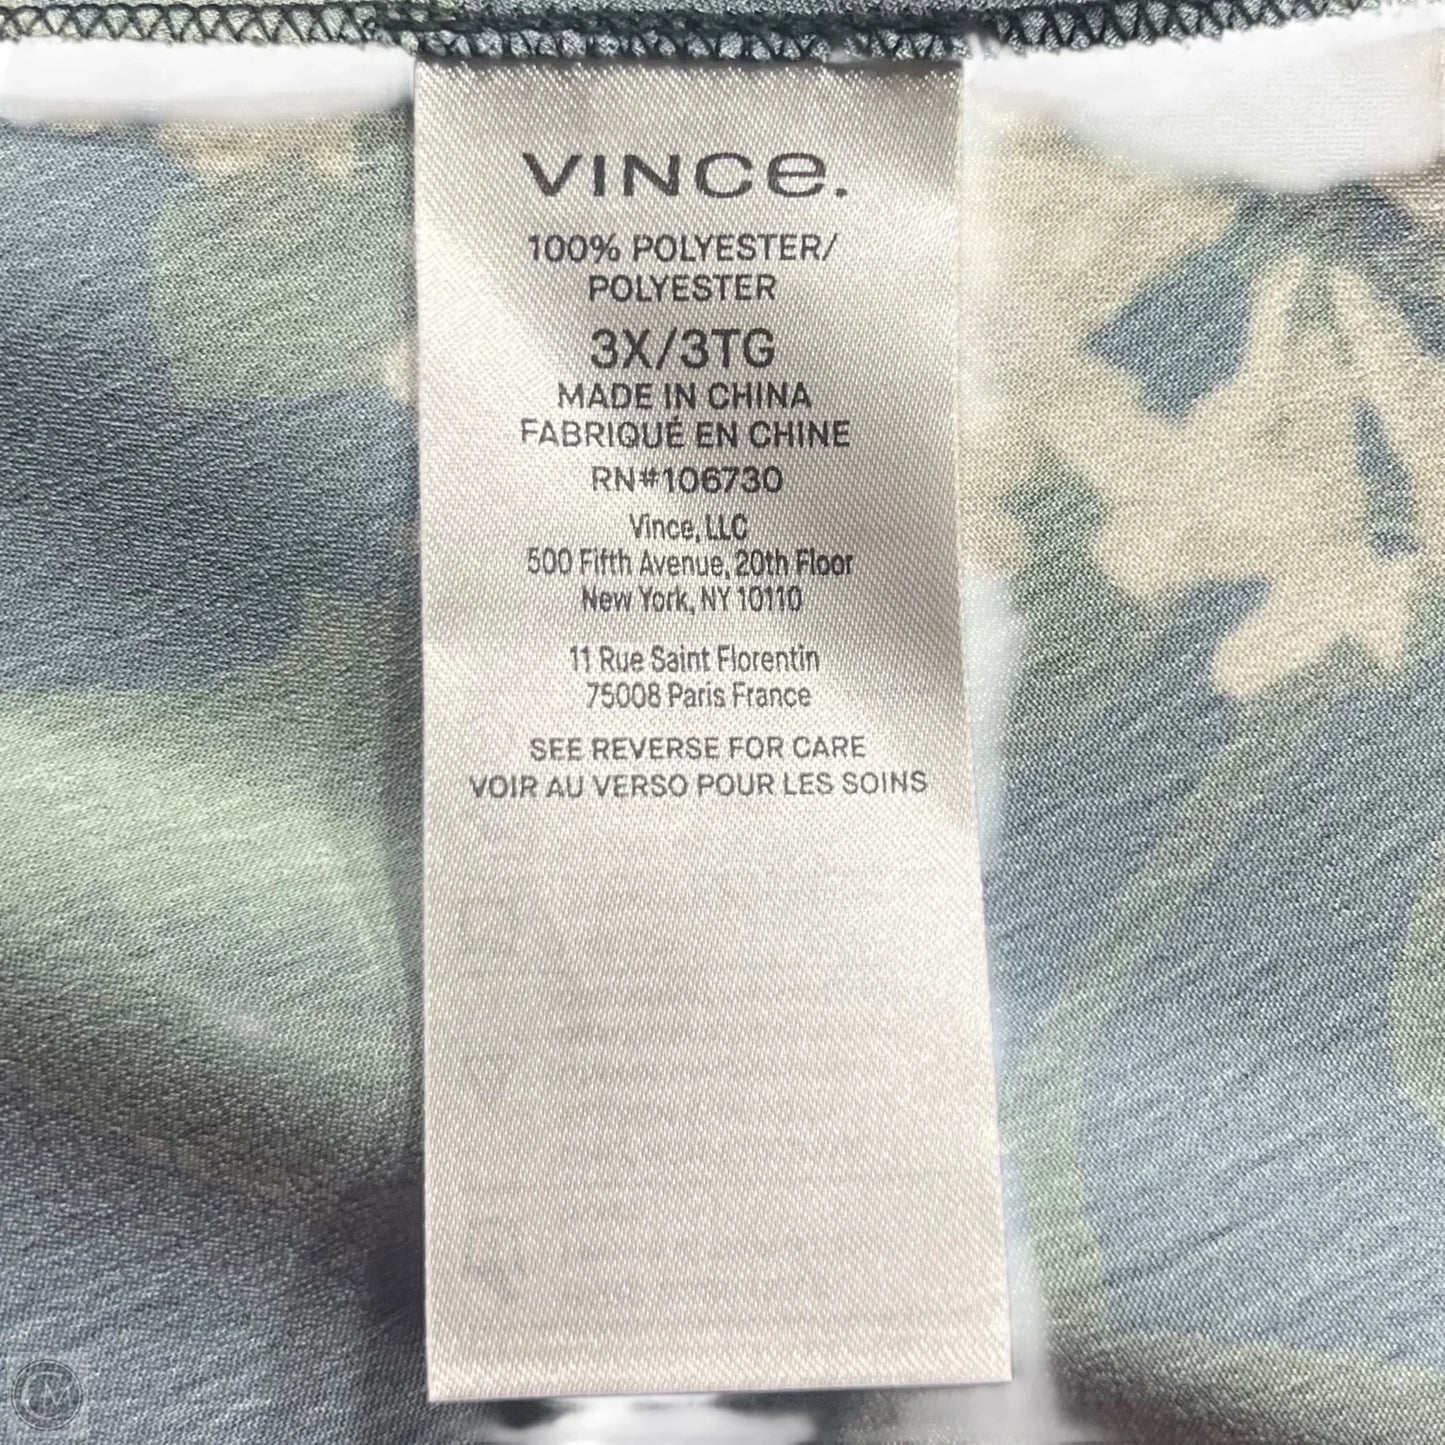 VINCe.
100% POLYESTER/
POLYESTER
3X/3TG
MADE IN CHINA
FABRIQUÉ EN CHINE
RN#106730
Vince, LLC
500 Fifth Avenue, 20th Floor
New York, NY 10110
11 Rue Saint Florentin
75008 Paris France
SEE REVERSE FOR CARE
VOIR AU VERSO POUR LES SOINS